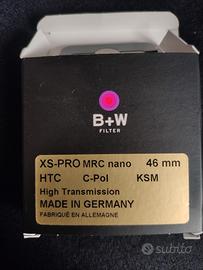 B+W
FILTER
XS-PRO MRC nano 46 mm
HTC C-Pol KSM
High Transmission
MADE IN GERMANY
FABRIQUÉ EN ALLEMAGNE
subito